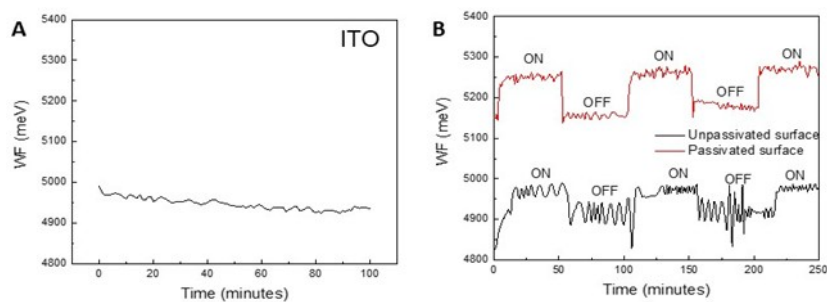 A
ITO
WF (meV)
5400
5300
5200
5100
5000
4900
4800
0
20
40
60
80
100
Time (minutes)
B
WF (meV)
5400
5300
5200
5100
5000
4900
4800
ON
ON
ON
OFF
OFF
Unpassivated surface
Passivated surface
ON
OFF
ON
OFF
ON
0
50
100
150
200
250
Time (minutes)